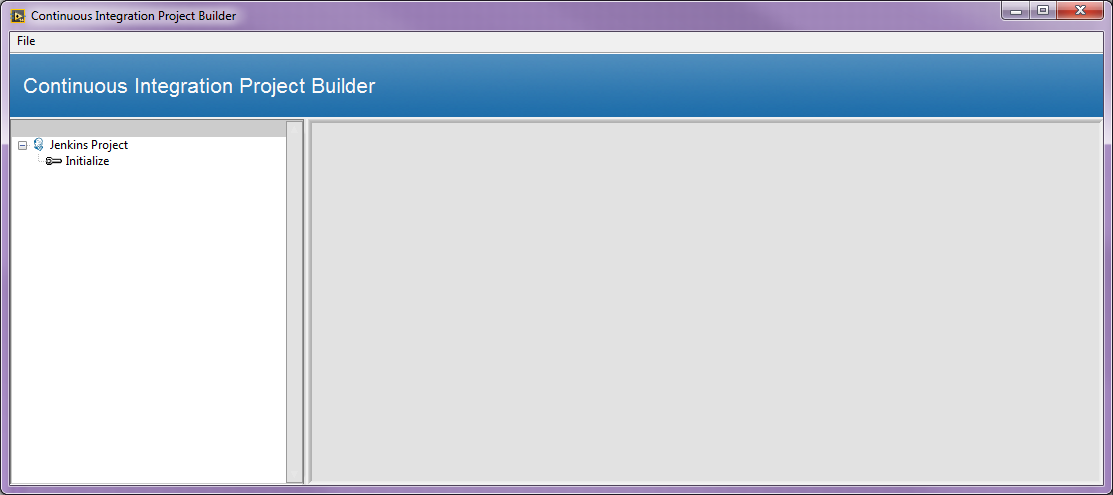 Continuous Integration Project Builder
File
Continuous Integration Project Builder
Jenkins Project
Initialize